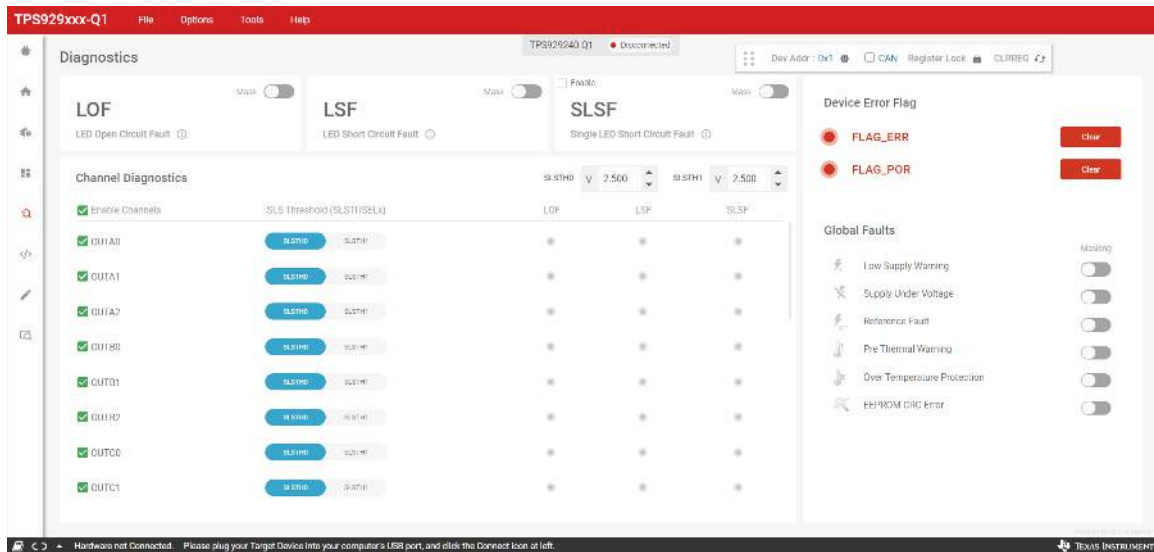 TPS929xxx-Q1 File Options Tools Help
TPS929240-Q1 Disconnected
Diagnostics
Dev Addr : 0x1 CAN Register Lock CLRREG
Mask
LOF
LED Open Circuit Fault
Mask
LSF
LED Short Circuit Fault
Enable
Mask
SLSF
Single LED Short Circuit Fault
Device Error Flag
FLAG_ERR Clear
FLAG_POR Clear
Channel Diagnostics SLSTH0 V 2.500 SLSTH1 V 2.500
Enable Channels SLS Threshold (SLSTHSELx) LOF LSF SLSF
OUTA0 SLSTH0 SLSTH1
OUTA1 SLSTH0 SLSTH1
OUTA2 SLSTH0 SLSTH1
OUTB0 SLSTH0 SLSTH1
OUTB1 SLSTH0 SLSTH1
OUTB2 SLSTH0 SLSTH1
OUTC0 SLSTH0 SLSTH1
OUTC1 SLSTH0 SLSTH1
Global Faults
Masking
Low Supply Warning
Supply Under Voltage
Reference Fault
Pre Thermal Warning
Over Temperature Protection
EEPROM CRC Error
Hardware not Connected. Please plug your Target Device into your computer's USB port, and click the Connect icon at left.
TEXAS INSTRUMENT